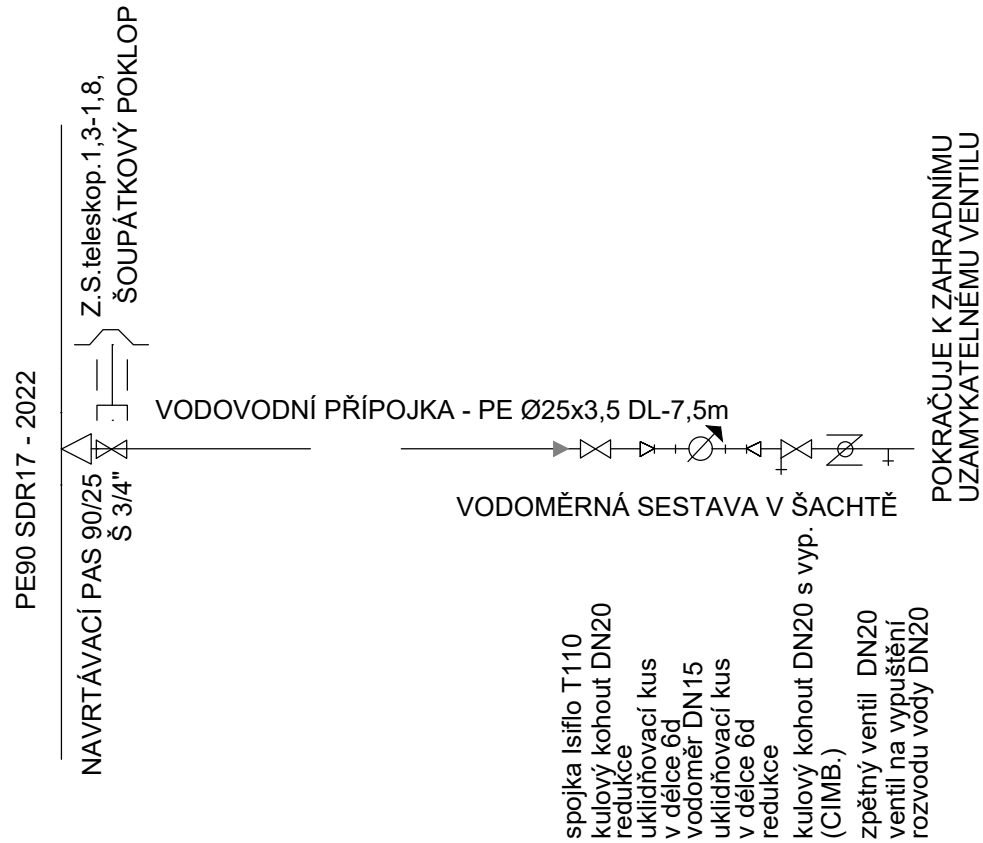 PE90 SDR17 - 2022
NAVRTÁVACÍ PAS 90/25
Š 3/4"
Z.S.teleskop.1,3-1,8,
ŠOUPÁTKOVÝ POKLOP
VODOVODNÍ PŘÍPOJKA - PE Ø25x3,5 DL-7,5m
VODOMĚRNÁ SESTAVA V ŠACHTĚ
spojka Isiflo T110
kulový kohout DN20
redukce
uklidňovací kus
v délce 6d
vodoměr DN15
uklidňovací kus
v délce 6d
redukce
kulový kohout DN20 s vyp.
(CIMB.)
zpětný ventil DN20
ventil na vypuštění
rozvodu vody DN20
POKRAČUJE K ZAHRADNÍMU
UZAMYKATELNÉMU VENTILU